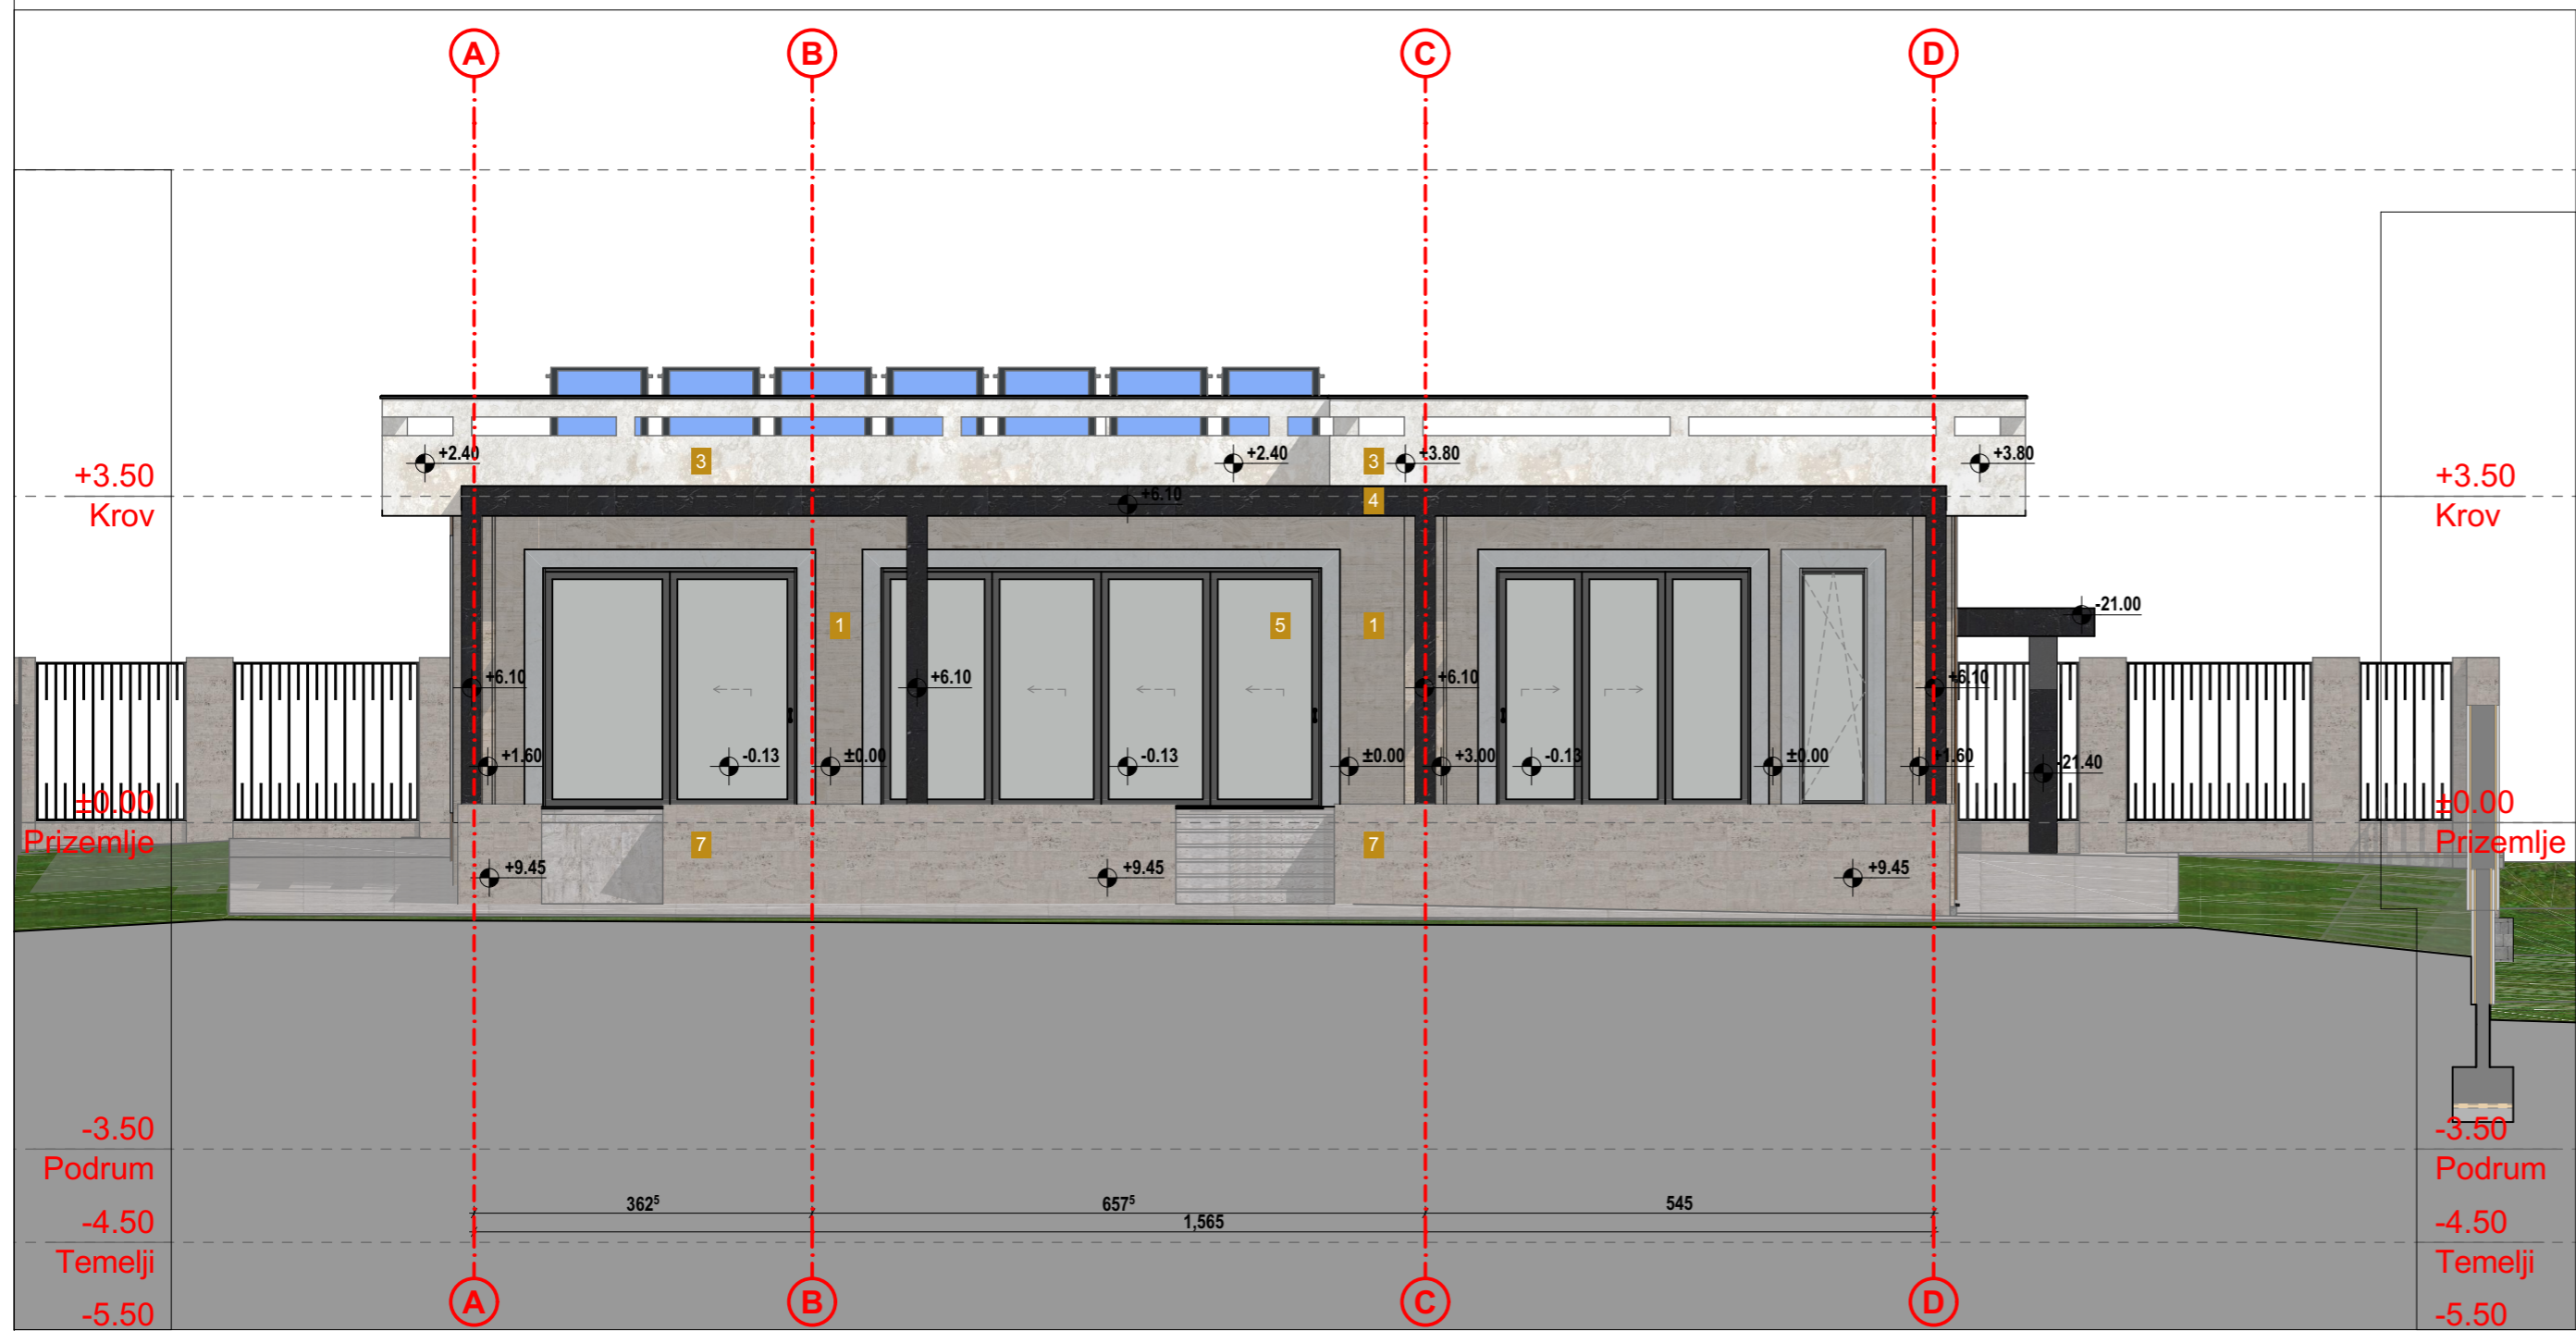 A B C D
+2.40 3 +2.40 3 +3.80 +3.80
+3.50 +3.50
Krov +6.10 4 Krov
-21.00
1 5 1
+6.10 +6.10 +6.10 +6.10
+1.60 -0.13 ±0.00 -0.13 ±0.00 +3.00 -0.13 ±0.00 +1.60 -21.40
±0.00 ±0.00
Prizemlje 7 7 Prizemlje
+9.45 +9.45 +9.45
-3.50 -3.50
Podrum Podrum
362⁵ 657⁵ 545
-4.50 1,565 -4.50
Temelji Temelji
A B C D
-5.50 -5.50